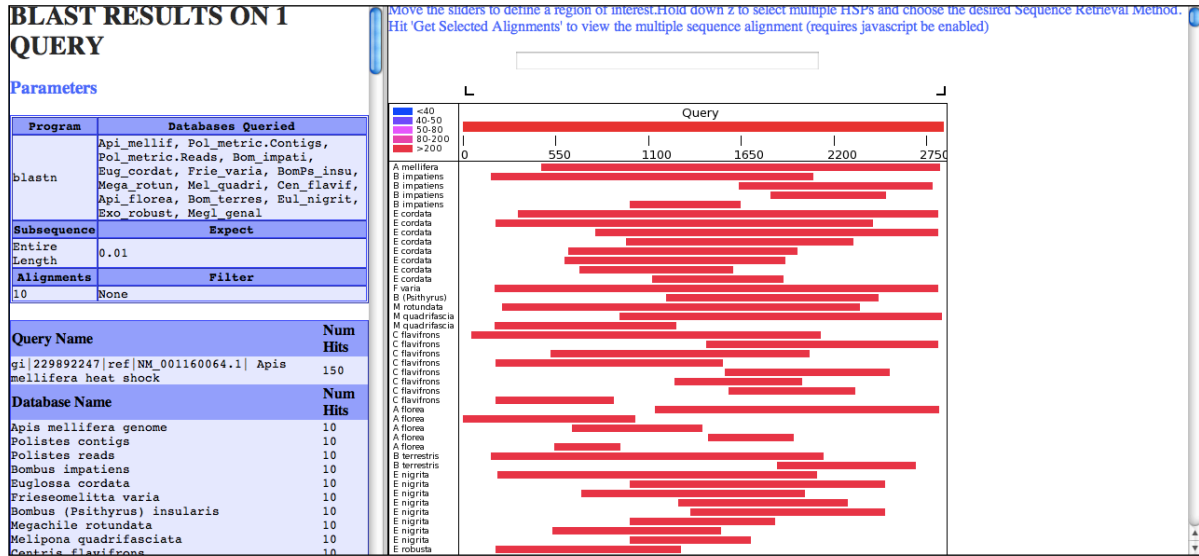 BLAST RESULTS ON 1
QUERY
Parameters
Program Databases Queried
blastn
Api_mellif, Pol_metric.Contigs,
Pol_metric.Reads, Bom_impati,
Eug_cordat, Frie_varia, BomPs_insu,
Mega_rotun, Mel_quadri, Cen_flavif,
Api_florea, Bom_terres, Eul_nigrit,
Exo_robust, Megl_genal
Subsequence Expect
Entire
Length
0.01
Alignments Filter
10 None
Query Name Num
Hits
gi|229892247|ref|NM_001160064.1| Apis
mellifera heat shock
150
Database Name Num
Hits
Apis mellifera genome 10
Polistes contigs 10
Polistes reads 10
Bombus impatiens 10
Euglossa cordata 10
Frieseomelitta varia 10
Bombus (Psithyrus) insularis 10
Megachile rotundata 10
Melipona quadrifasciata 10
Centris flavifrons 10
Move the sliders to define a region of interest.Hold down z to select multiple HSPs and choose the desired Sequence Retrieval Method.
Hit 'Get Selected Alignments' to view the multiple sequence alignment (requires javascript be enabled)
<40
40-50
50-80
80-200
>200
Query
0 550 1100 1650 2200 2750
A mellifera
B impatiens
B impatiens
B impatiens
B impatiens
E cordata
E cordata
E cordata
E cordata
E cordata
E cordata
E cordata
E cordata
F varia
B (Psithyrus)
M rotundata
M quadrifascia
M quadrifascia
C flavifrons
C flavifrons
C flavifrons
C flavifrons
C flavifrons
C flavifrons
C flavifrons
C flavifrons
A florea
A florea
A florea
A florea
A florea
B terrestris
B terrestris
E nigrita
E nigrita
E nigrita
E nigrita
E nigrita
E nigrita
E nigrita
E nigrita
E robusta